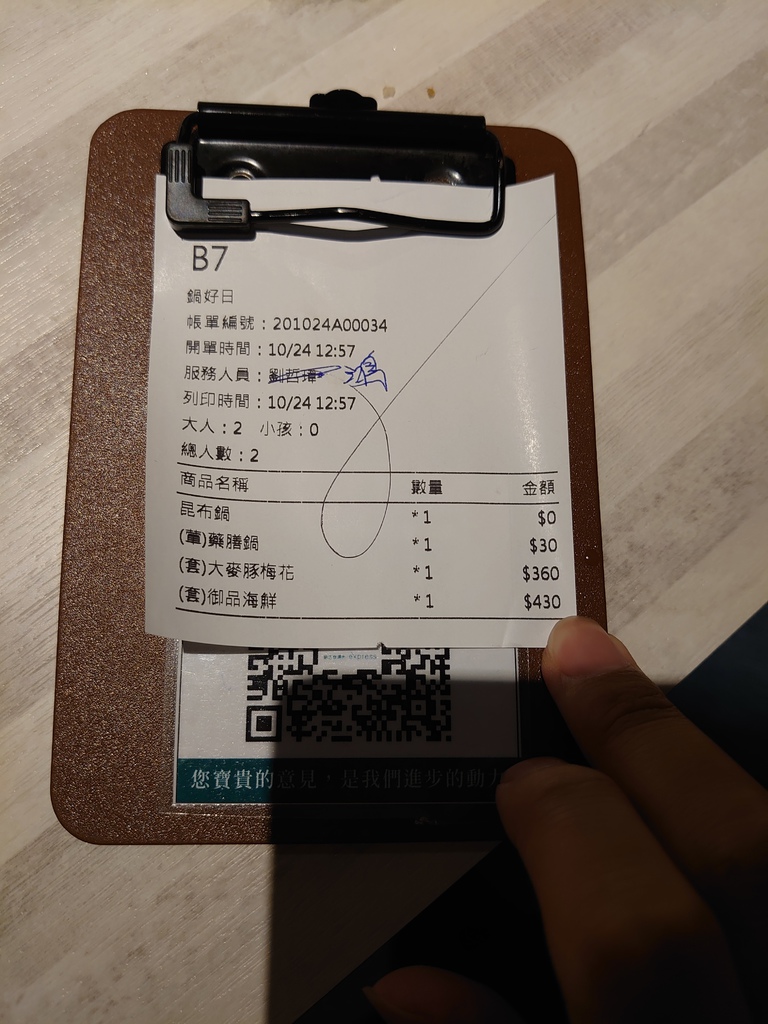 B7
鍋好日
帳單編號：201024A00034
開單時間：10/24 12:57
服務人員：劉哲瑋 鴻
列印時間：10/24 12:57
大人：2 小孩：0
總人數：2
商品名稱 數量 金額
昆布鍋 *1 $0
(葷)藥膳鍋 *1 $30
(套)大麥豚梅花 *1 $360
(套)御品海鮮 *1 $430
express
您寶貴的意見，是我們進步的動力